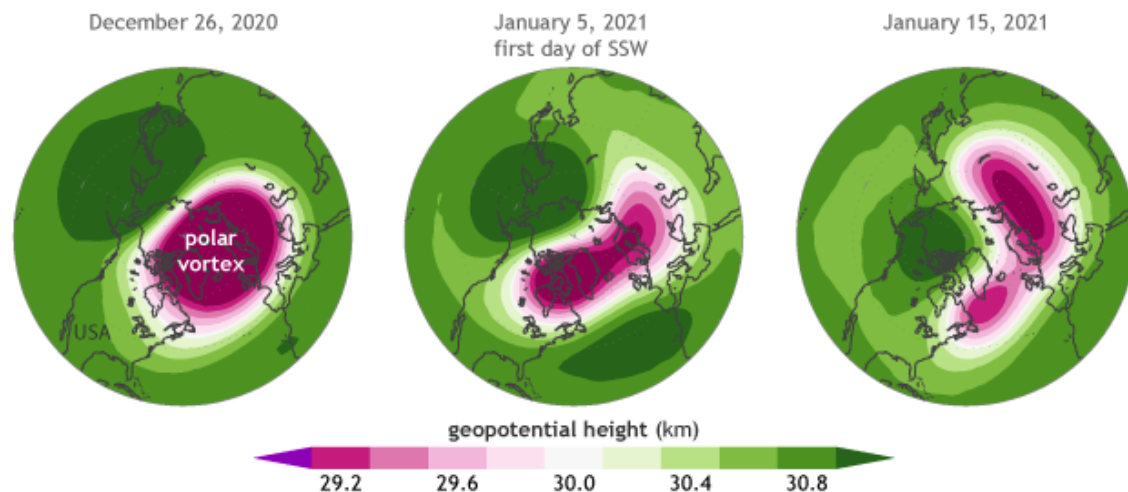 December 26, 2020
January 5, 2021
first day of SSW
January 15, 2021
polar
vortex
USA
geopotential height (km)
29.2 29.6 30.0 30.4 30.8